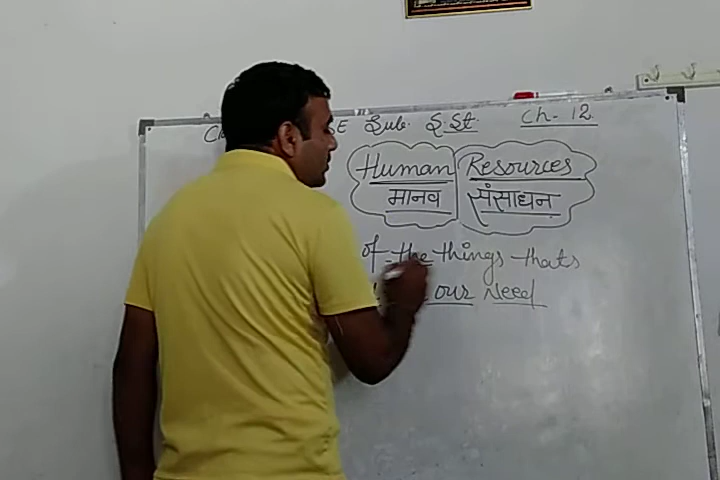 E Sub. S.St. Ch- 12
Human Resources
मानव संसाधन
of the things thats
our Need